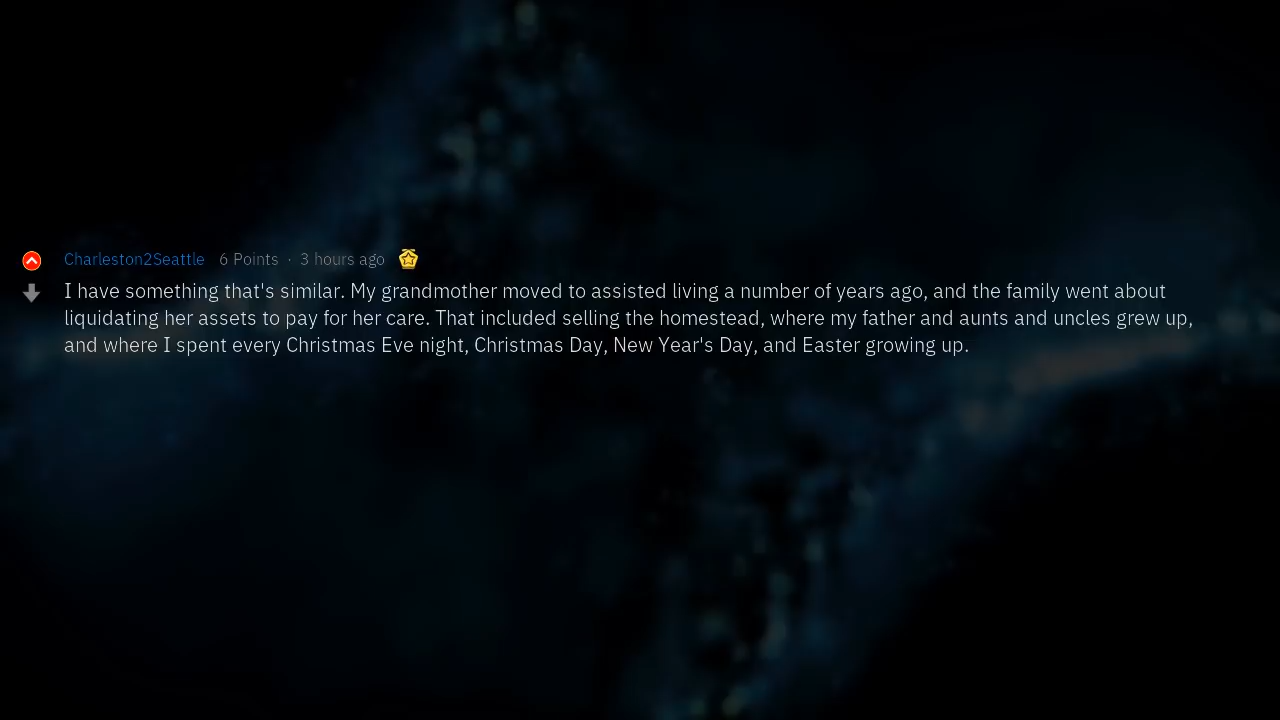 Charleston2Seattle 6 Points · 3 hours ago
I have something that's similar. My grandmother moved to assisted living a number of years ago, and the family went about
liquidating her assets to pay for her care. That included selling the homestead, where my father and aunts and uncles grew up,
and where I spent every Christmas Eve night, Christmas Day, New Year's Day, and Easter growing up.